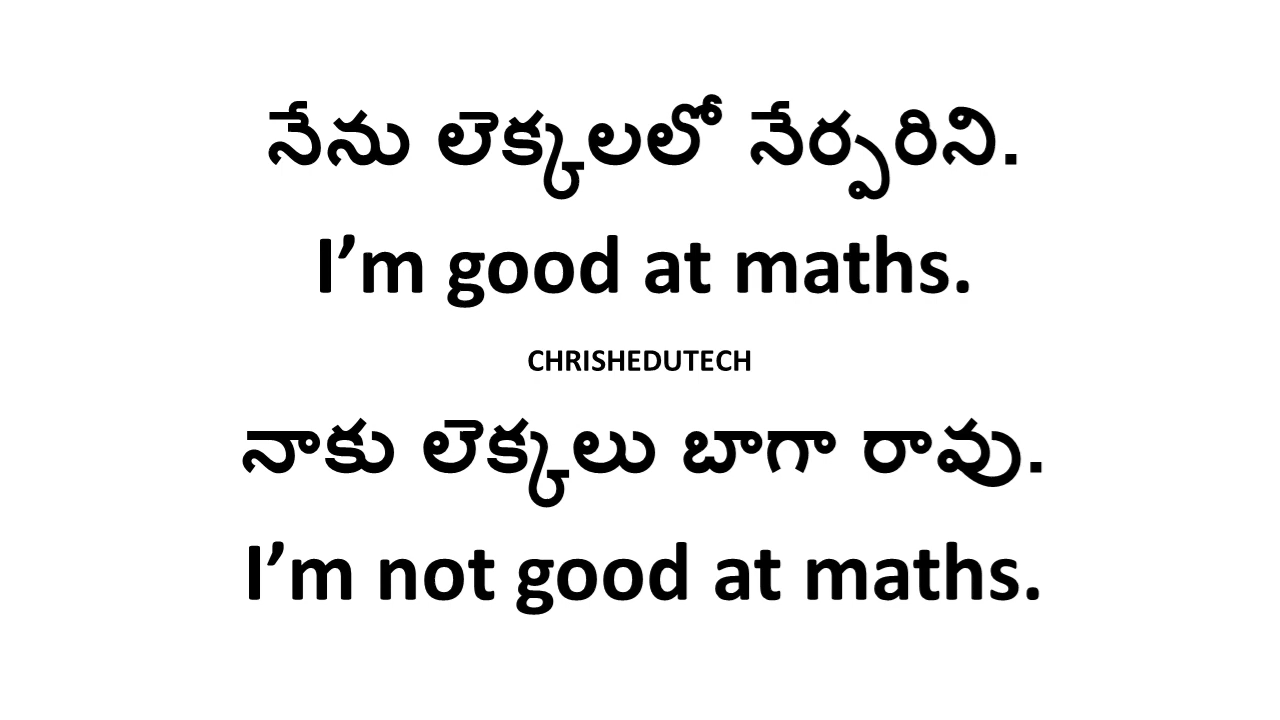 నేను లెక్కలలో నేర్పరిని.
I’m good at maths.
CHRISHEDUTECH
నాకు లెక్కలు బాగా రావు.
I’m not good at maths.